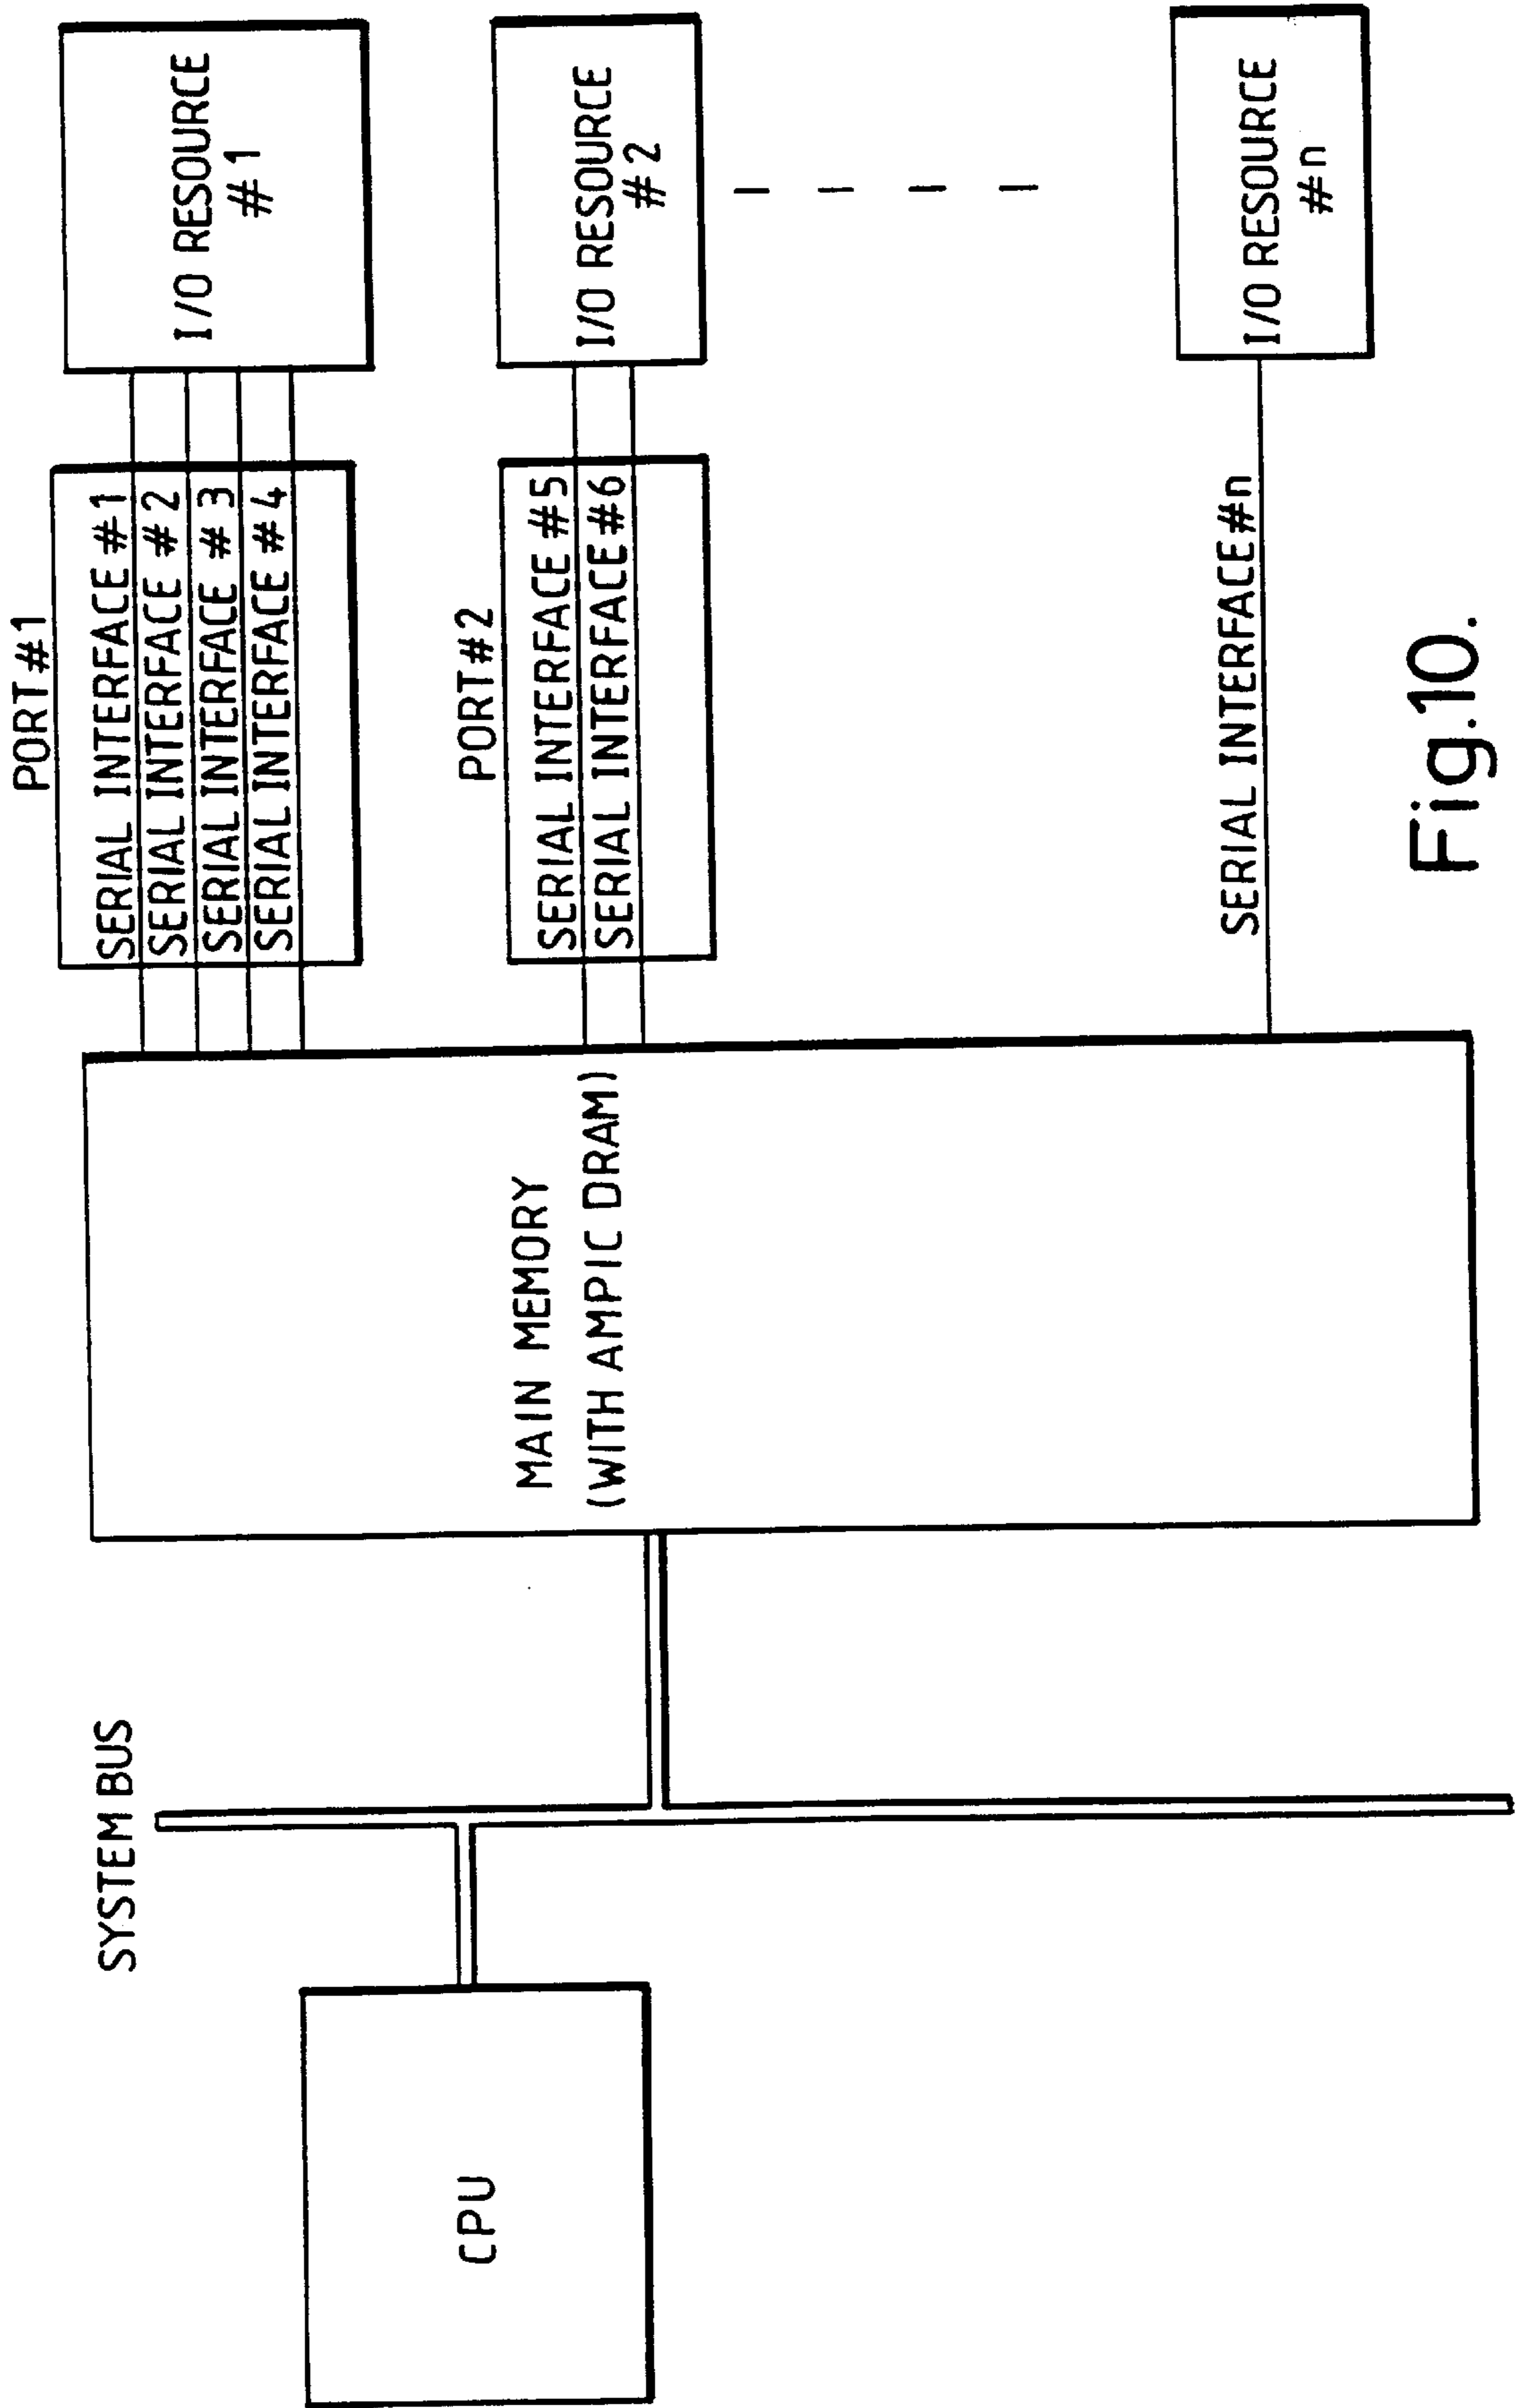 PORT#1
SERIAL INTERFACE #1
SERIAL INTERFACE #2
SERIAL INTERFACE #3
SERIAL INTERFACE #4
I/O RESOURCE
#1
SYSTEM BUS
CPU
MAIN MEMORY
(WITH AMPIC DRAM)
PORT#2
SERIAL INTERFACE #5
SERIAL INTERFACE #6
I/O RESOURCE
#2
SERIAL INTERFACE#n
I/O RESOURCE
#n
Fig.10.